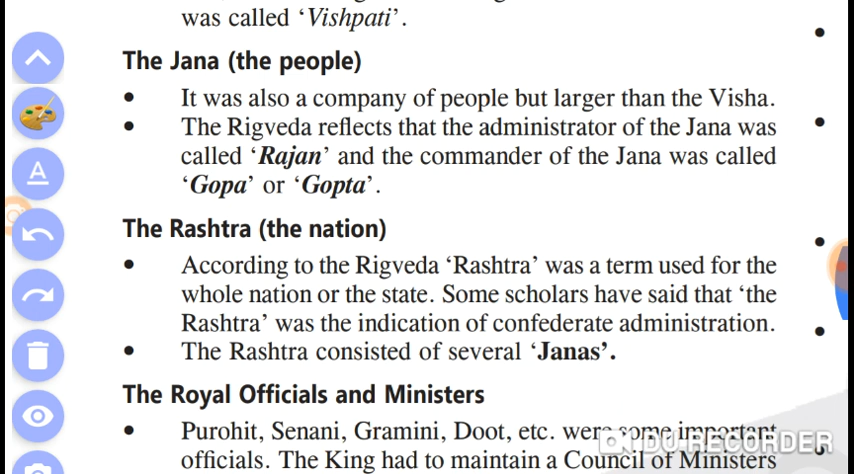 was called ‘Vishpati’.
The Jana (the people)
• It was also a company of people but larger than the Visha.
• The Rigveda reflects that the administrator of the Jana was
called ‘Rajan’ and the commander of the Jana was called
‘Gopa’ or ‘Gopta’.
The Rashtra (the nation)
• According to the Rigveda ‘Rashtra’ was a term used for the
whole nation or the state. Some scholars have said that ‘the
Rashtra’ was the indication of confederate administration.
• The Rashtra consisted of several ‘Janas’.
The Royal Officials and Ministers
• Purohit, Senani, Gramini, Doot, etc. were some important
officials. The King had to maintain a Council of Ministers
DU RECORDER
A